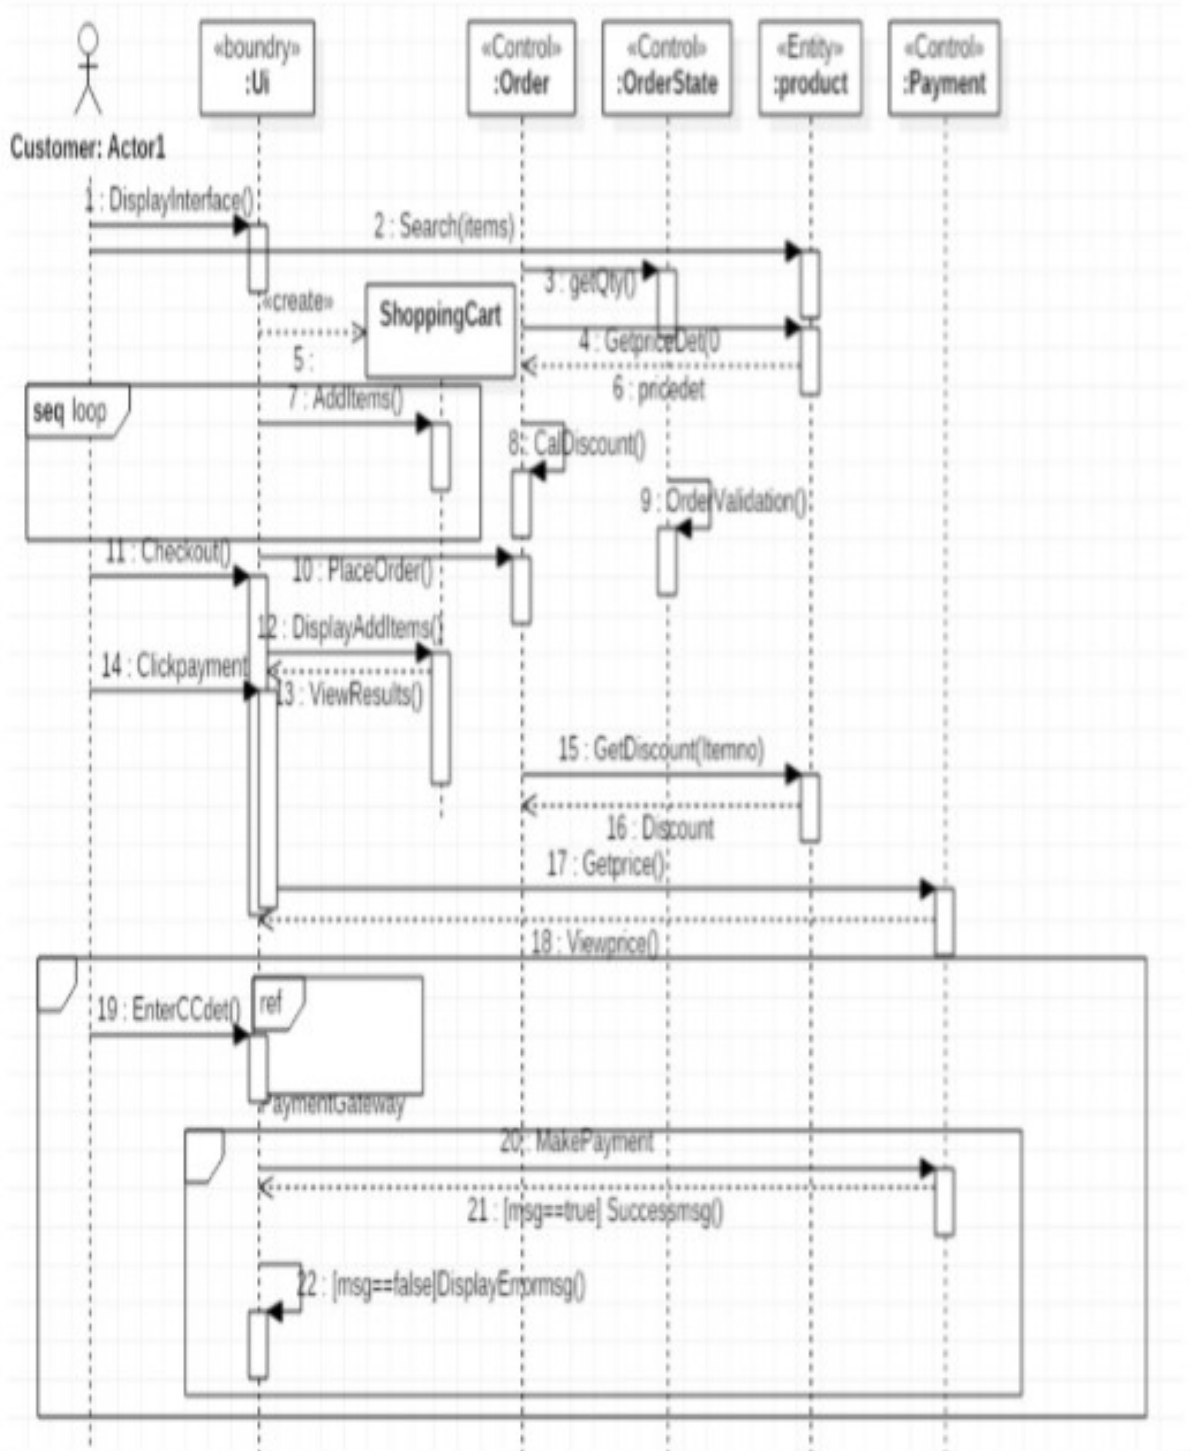 «boundry»
:Ui
«Control»
:Order
«Control»
:OrderState
«Entity»
:product
«Control»
:Payment
Customer: Actor1
1 : DisplayInterface()
2 : Search(items)
3 : getQty()
«create»
ShoppingCart
4 : GetpriceDet(0
5 :
6 : pricedet
seq loop
7 : AddItems()
8 : CalDiscount()
9 : OrderValidation()
11 : Checkout()
10 : PlaceOrder()
12 : DisplayAddItems()
14 : Clickpayment
13 : ViewResults()
15 : GetDiscount(Itemno)
16 : Discount
17 : Getprice()
18 : Viewprice()
19 : EnterCCdet()
ref
PaymentGateway
20 : MakePayment
21 : [msg==true] Successmsg()
22 : [msg==false]DisplayErrormsg()